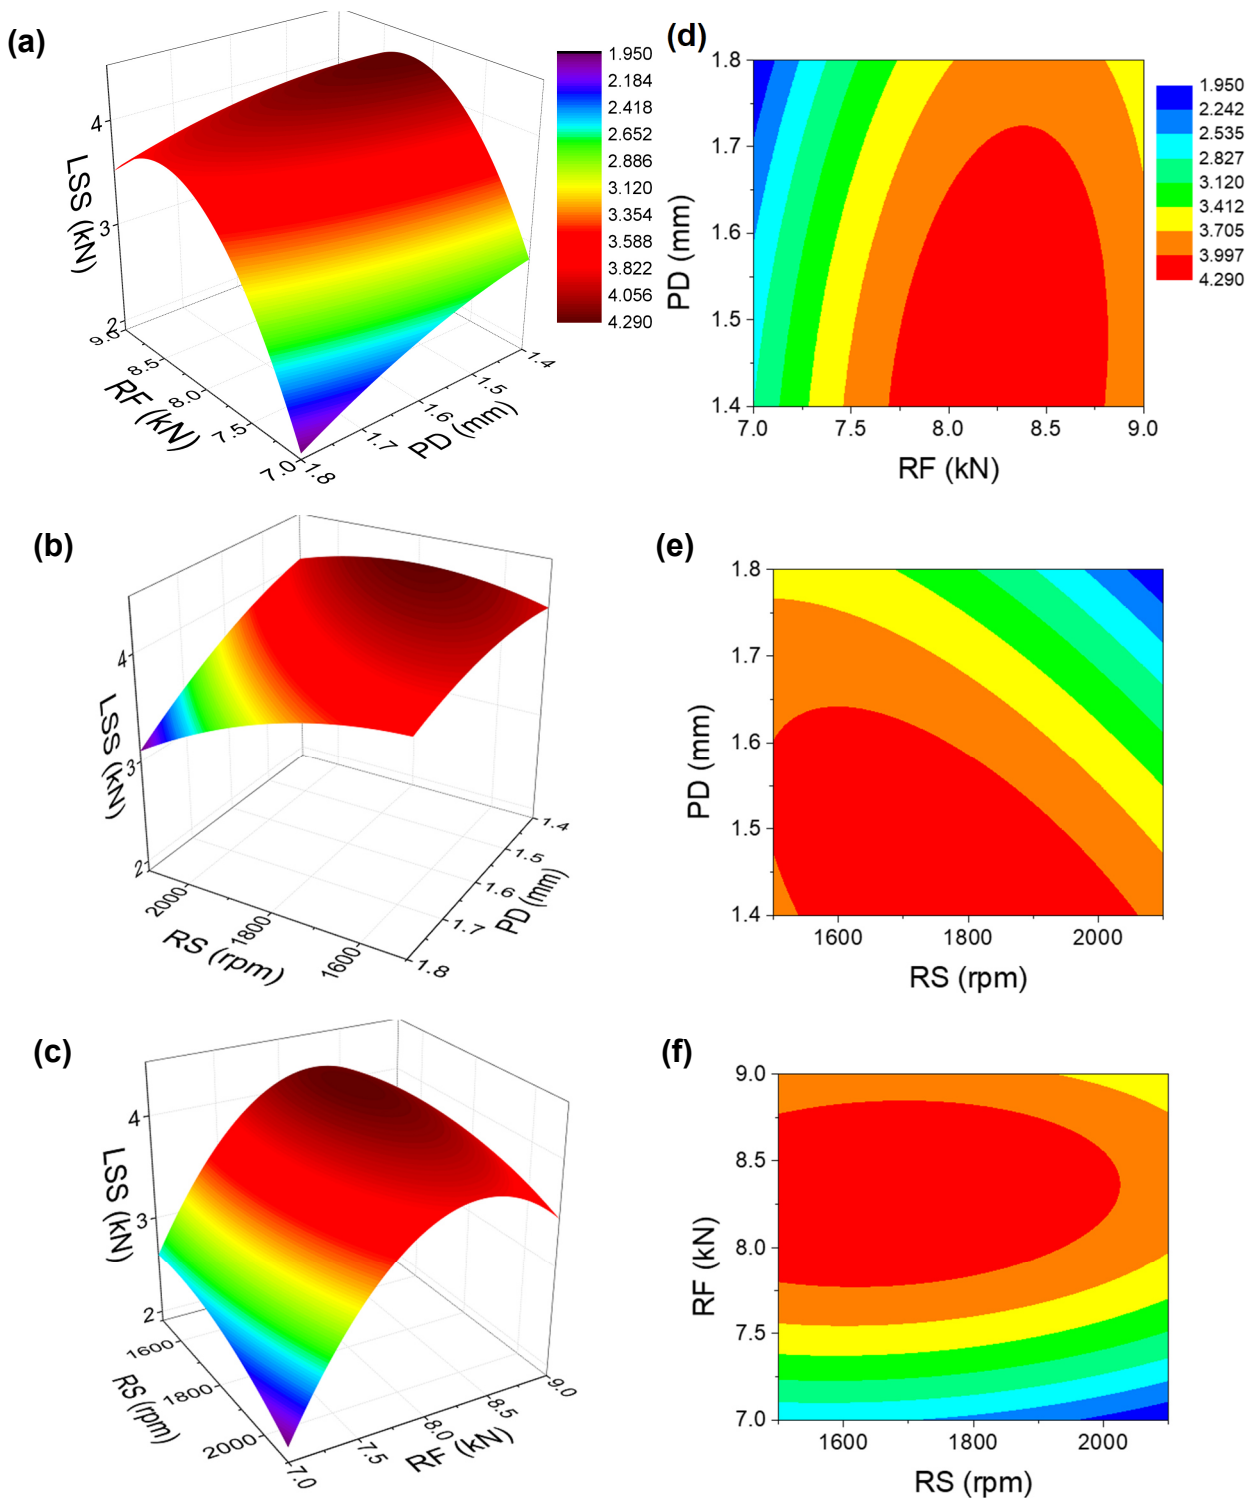 (a)
4
3
2
LSS (kN)
9.0
8.5
8.0
7.5
7.0
RF (kN)
1.4
1.5
1.6
1.7
1.8
PD (mm)
1.950
2.184
2.418
2.652
2.886
3.120
3.354
3.588
3.822
4.056
4.290
(d)
1.8
1.7
1.6
1.5
1.4
PD (mm)
7.0 7.5 8.0 8.5 9.0
RF (kN)
1.950
2.242
2.535
2.827
3.120
3.412
3.705
3.997
4.290
(b)
4
3
2
LSS (kN)
2000
1800
1600
RS (rpm)
1.4
1.5
1.6
1.7
1.8
PD (mm)
(e)
1.8
1.7
1.6
1.5
1.4
PD (mm)
1600 1800 2000
RS (rpm)
(c)
4
3
2
LSS (kN)
1600
1800
2000
RS (rpm)
7.0
7.5
8.0
8.5
9.0
RF (kN)
(f)
9.0
8.5
8.0
7.5
7.0
RF (kN)
1600 1800 2000
RS (rpm)